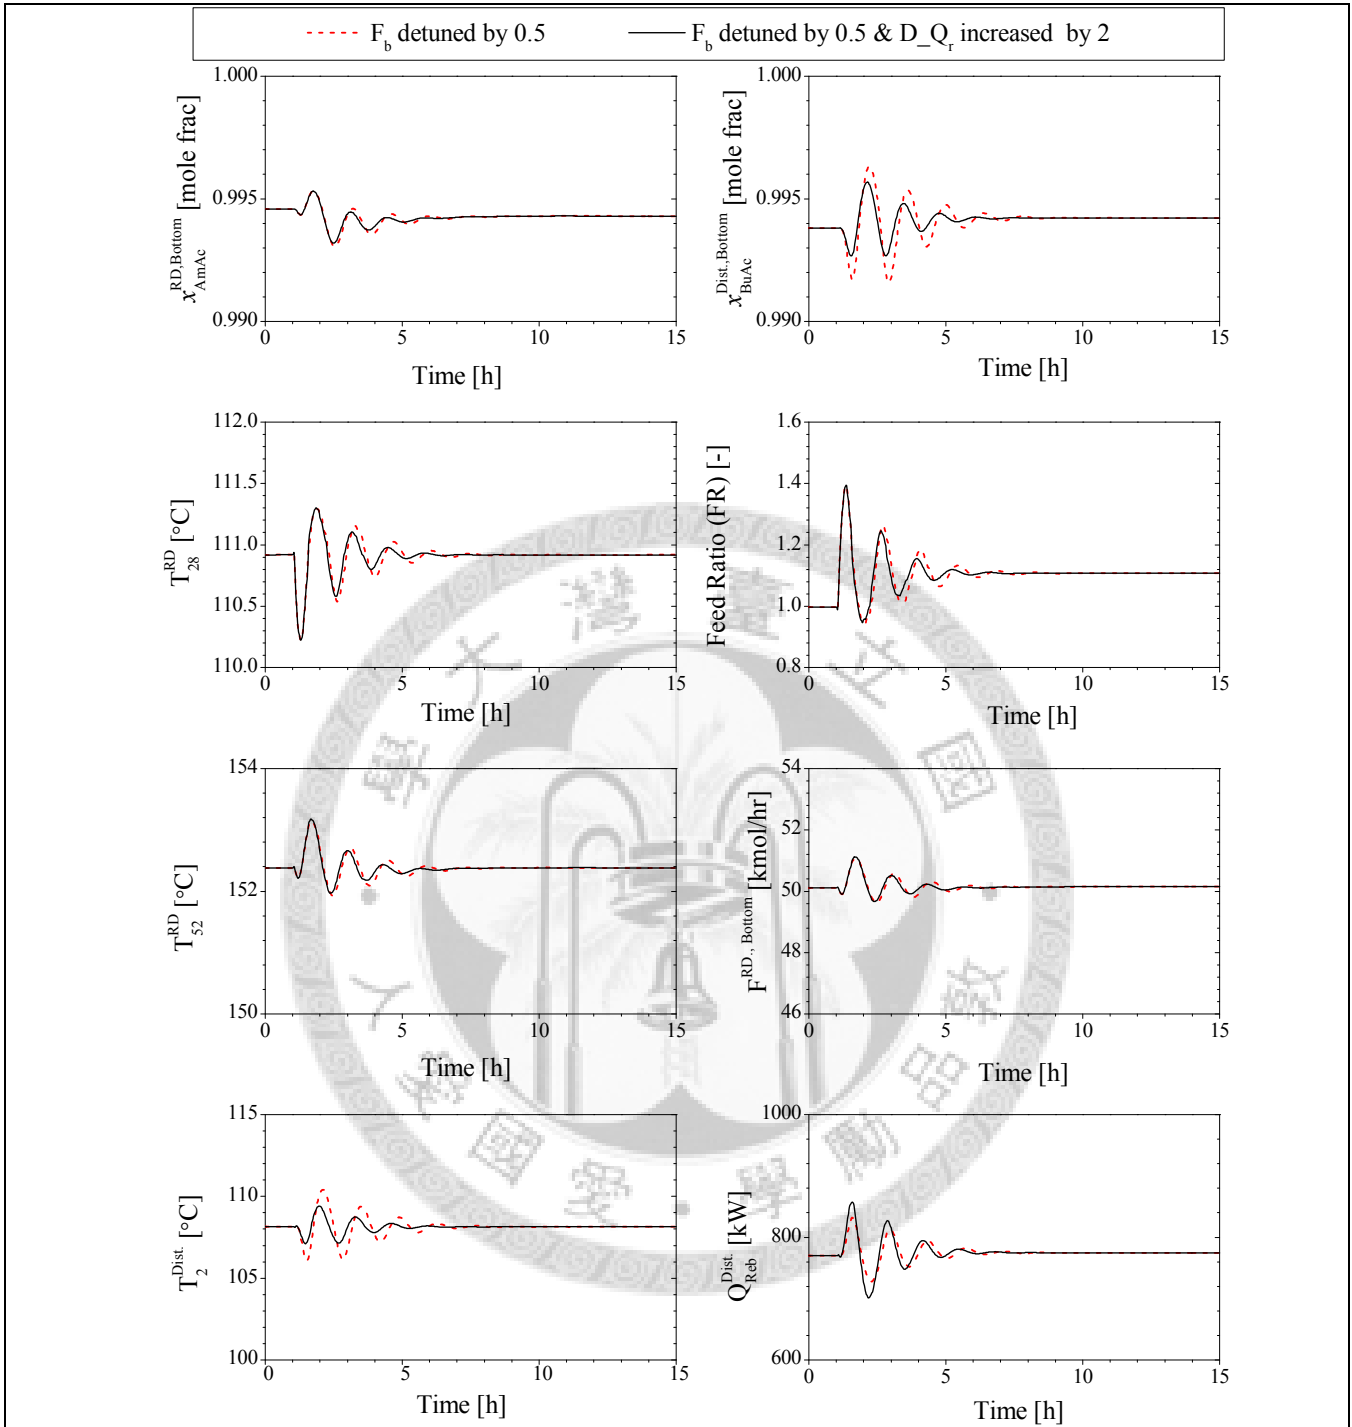 F_b detuned by 0.5
F_b detuned by 0.5 & D_Q_r increased by 2
x_AmAc^RD,Bottom [mole frac]
1.000
0.995
0.990
0 5 10 15
Time [h]
x_BuAc^Dist.,Bottom [mole frac]
1.000
0.995
0.990
0 5 10 15
Time [h]
T_28^RD [°C]
112.0
111.5
111.0
110.5
110.0
0 5 10 15
Time [h]
Feed Ratio (FR) [-]
1.6
1.4
1.2
1.0
0.8
0 5 10 15
Time [h]
T_52^RD [°C]
154
152
150
0 5 10 15
Time [h]
F^RD., Bottom [kmol/hr]
54
52
50
48
46
0 5 10 15
Time [h]
T_2^Dist. [°C]
115
110
105
100
0 5 10 15
Time [h]
Q_Reb^Dist. [kW]
1000
800
600
0 5 10 15
Time [h]
國立臺灣大學